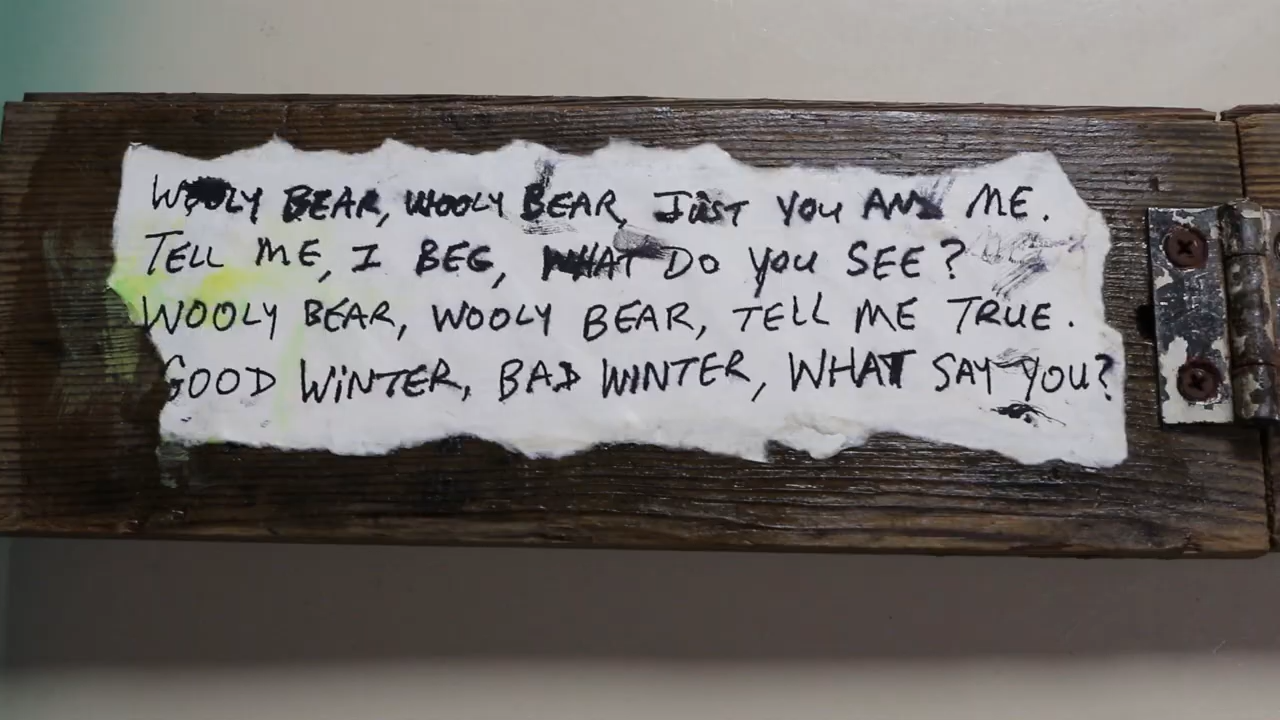 WOOLY BEAR, WOOLY BEAR, JUST YOU AND ME.
TELL ME, I BEG, WHAT DO YOU SEE?
WOOLY BEAR, WOOLY BEAR, TELL ME TRUE.
GOOD WINTER, BAD WINTER, WHAT SAY YOU?